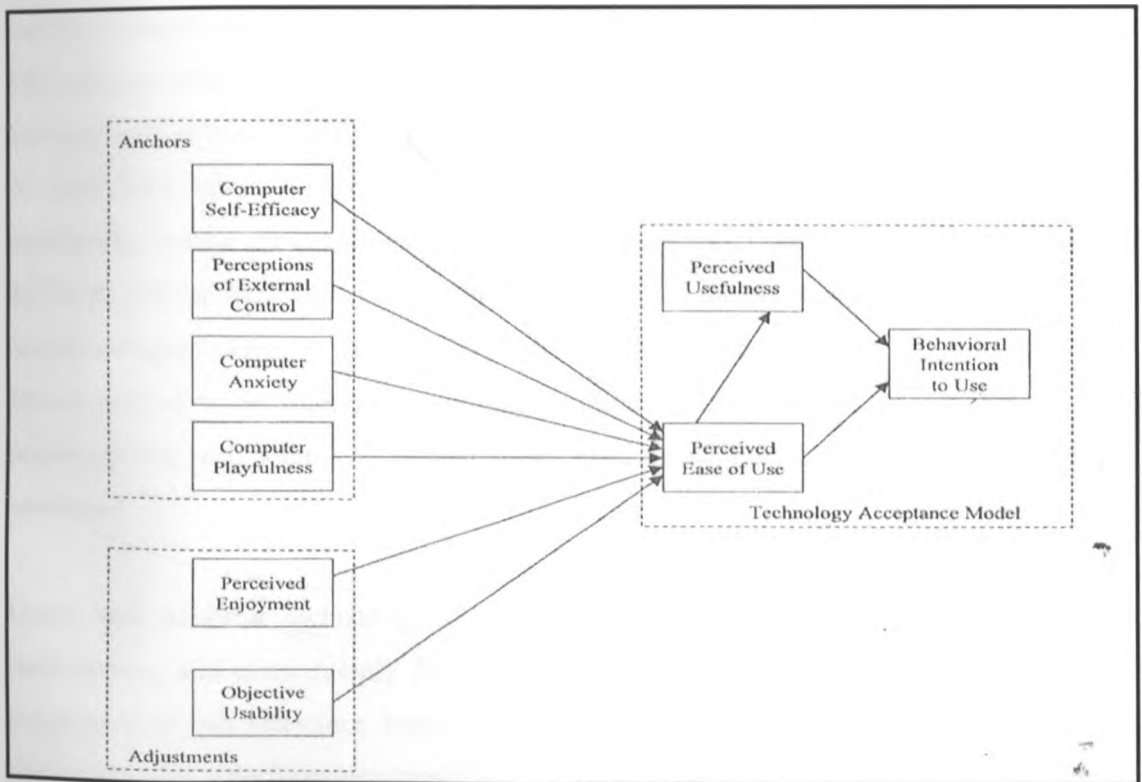 Anchors
Computer
Self-Efficacy
Perceptions
of External
Control
Computer
Anxiety
Computer
Playfulness
Perceived
Enjoyment
Objective
Usability
Adjustments
Perceived
Usefulness
Behavioral
Intention
to Use
Perceived
Ease of Use
Technology Acceptance Model